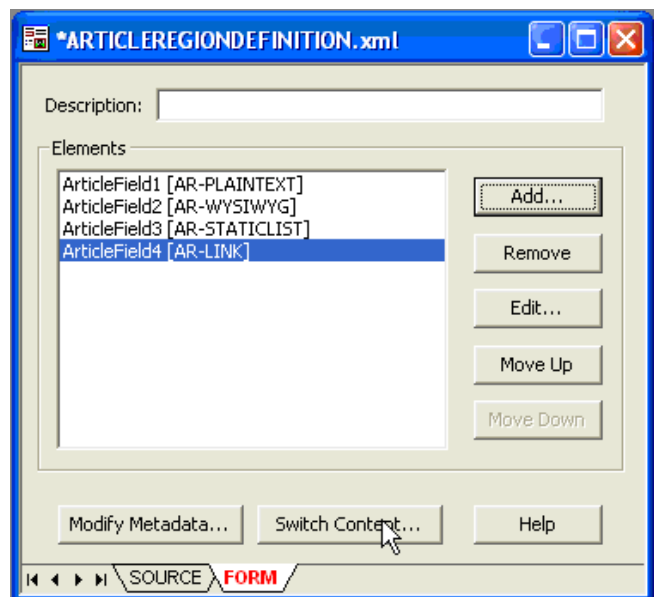 *ARTICLEREGIONDEFINITION.xml
Description:
Elements
ArticleField1 [AR-PLAINTEXT]
ArticleField2 [AR-WYSIWYG]
ArticleField3 [AR-STATICLIST]
ArticleField4 [AR-LINK]
Add...
Remove
Edit...
Move Up
Move Down
Modify Metadata...
Switch Content...
Help
SOURCE
FORM